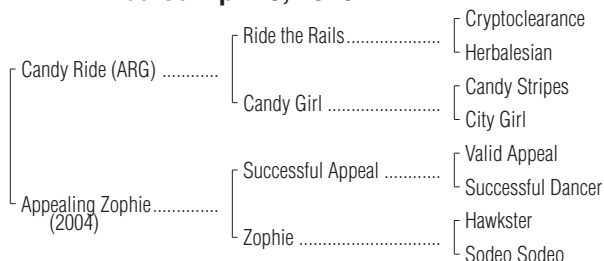 Cryptoclearance
Ride the Rails
Herbalesian
Candy Ride (ARG)
Candy Stripes
Candy Girl
City Girl
Valid Appeal
Successful Appeal
Successful Dancer
Appealing Zophie
(2004)
Hawkster
Zophie
Sodeo Sodeo